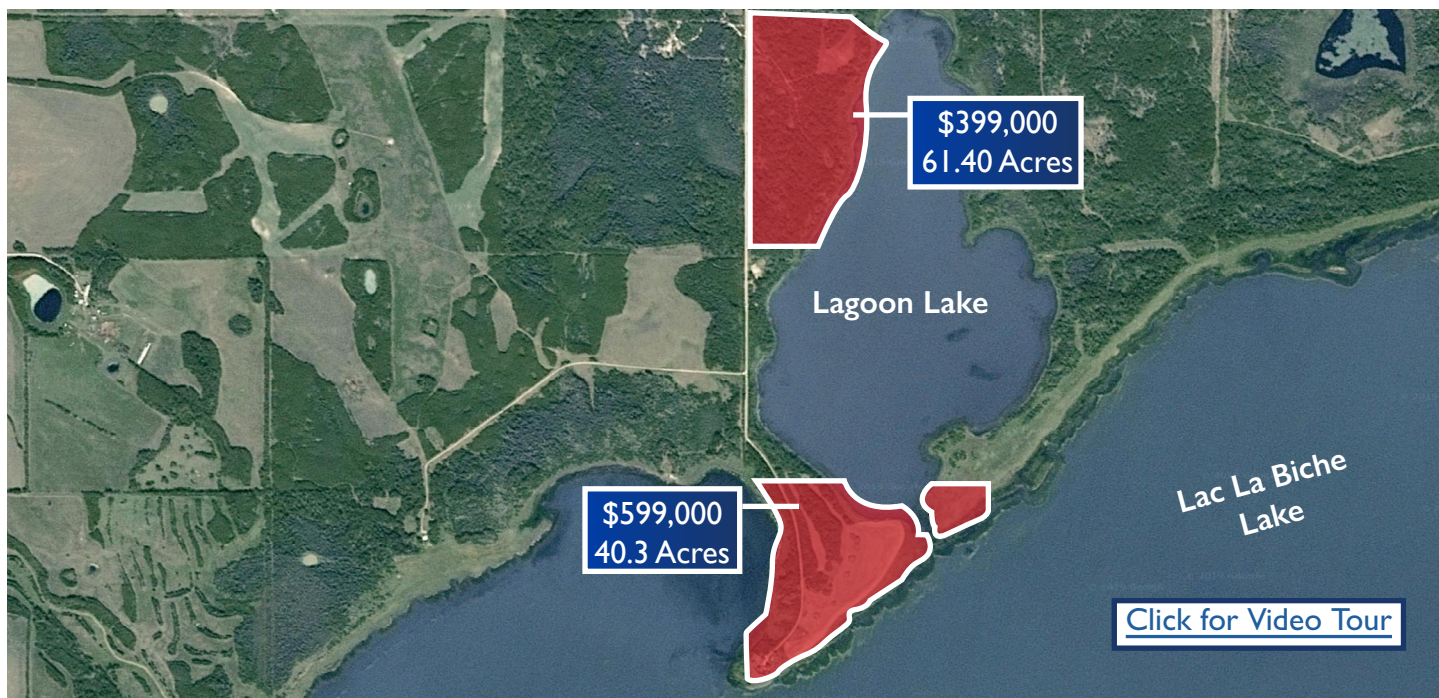 $399,000
61.40 Acres
Lagoon Lake
Lac La Biche
Lake
$599,000
40.3 Acres
Click for Video Tour